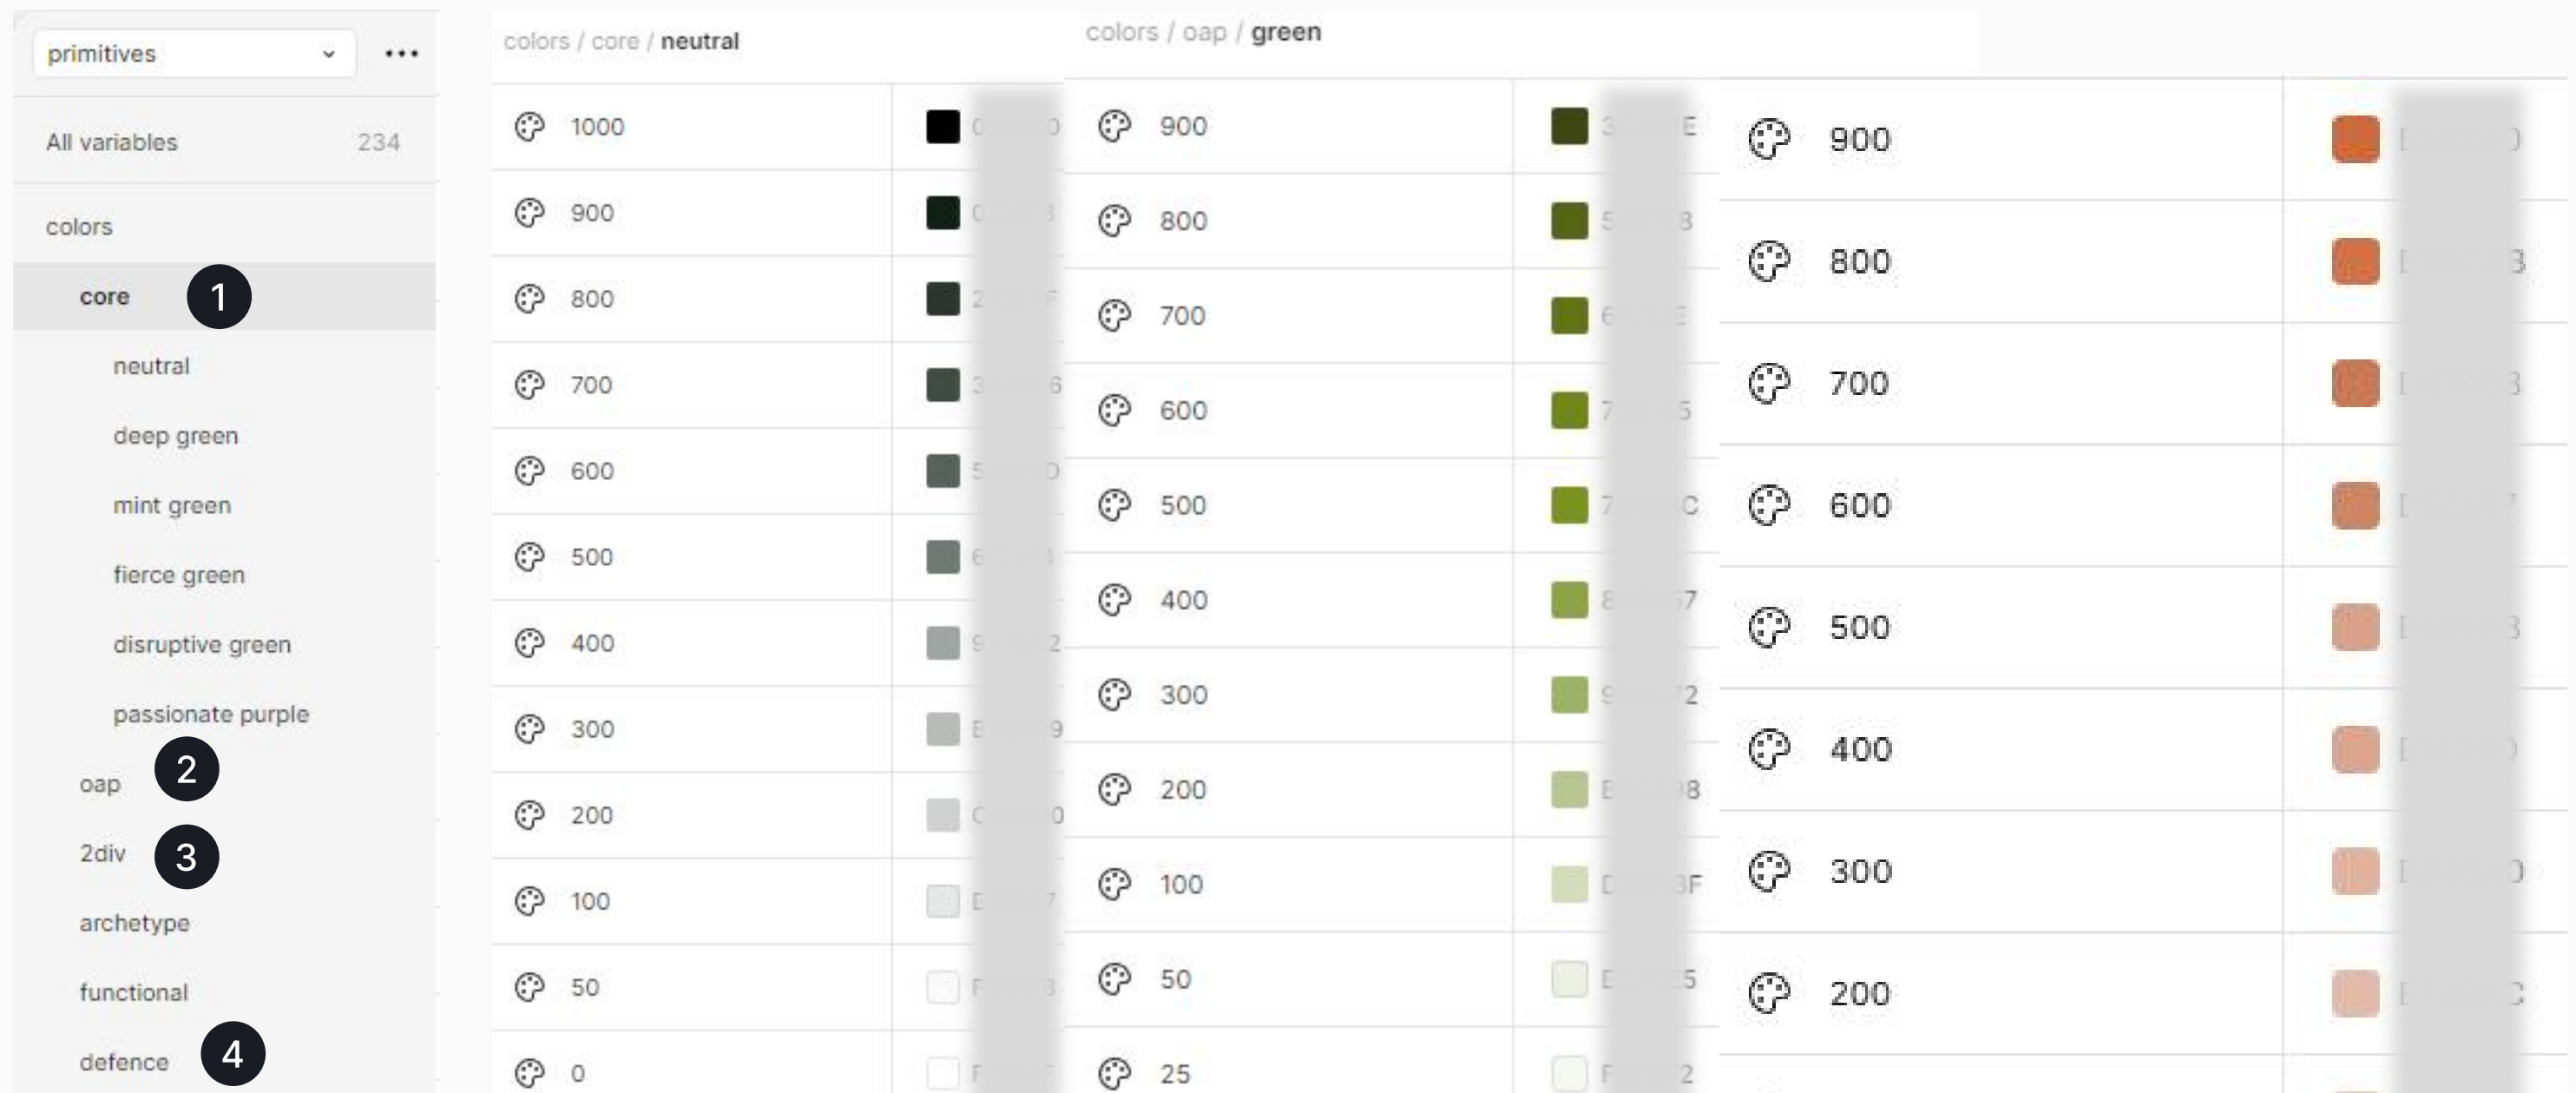 primitives
All variables 234
colors
core 1
neutral
deep green
mint green
fierce green
disruptive green
passionate purple
oap 2
2div 3
archetype
functional
defence 4
colors / core / neutral
1000
900
800
700
600
500
400
300
200
100
50
0
colors / oap / green
900
800
700
600
500
400
300
200
100
50
25
900
800
700
600
500
400
300
200